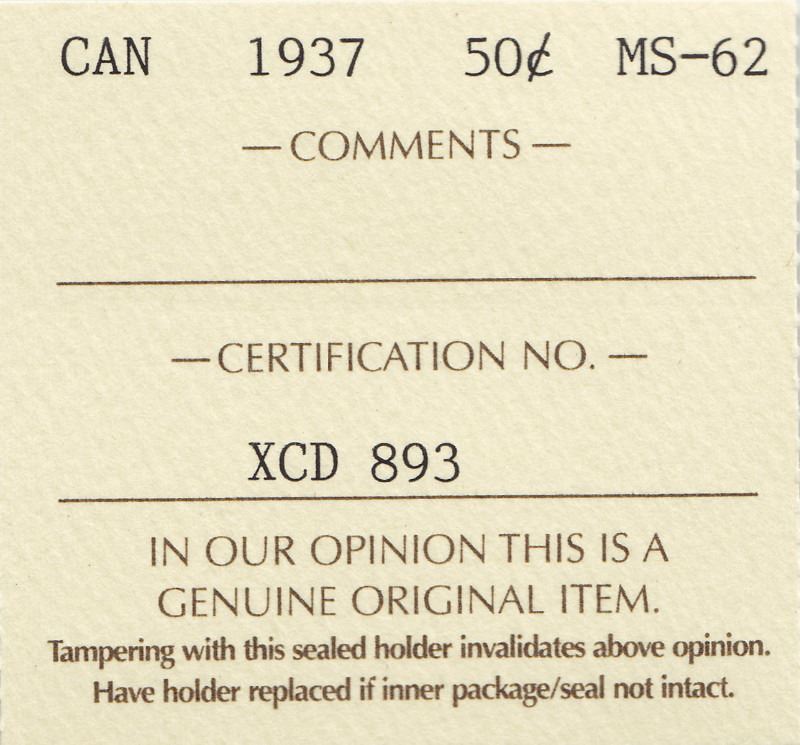 CAN 1937 50¢ MS-62
—COMMENTS—
—CERTIFICATION NO.—
XCD 893
IN OUR OPINION THIS IS A
GENUINE ORIGINAL ITEM.
Tampering with this sealed holder invalidates above opinion.
Have holder replaced if inner package/seal not intact.